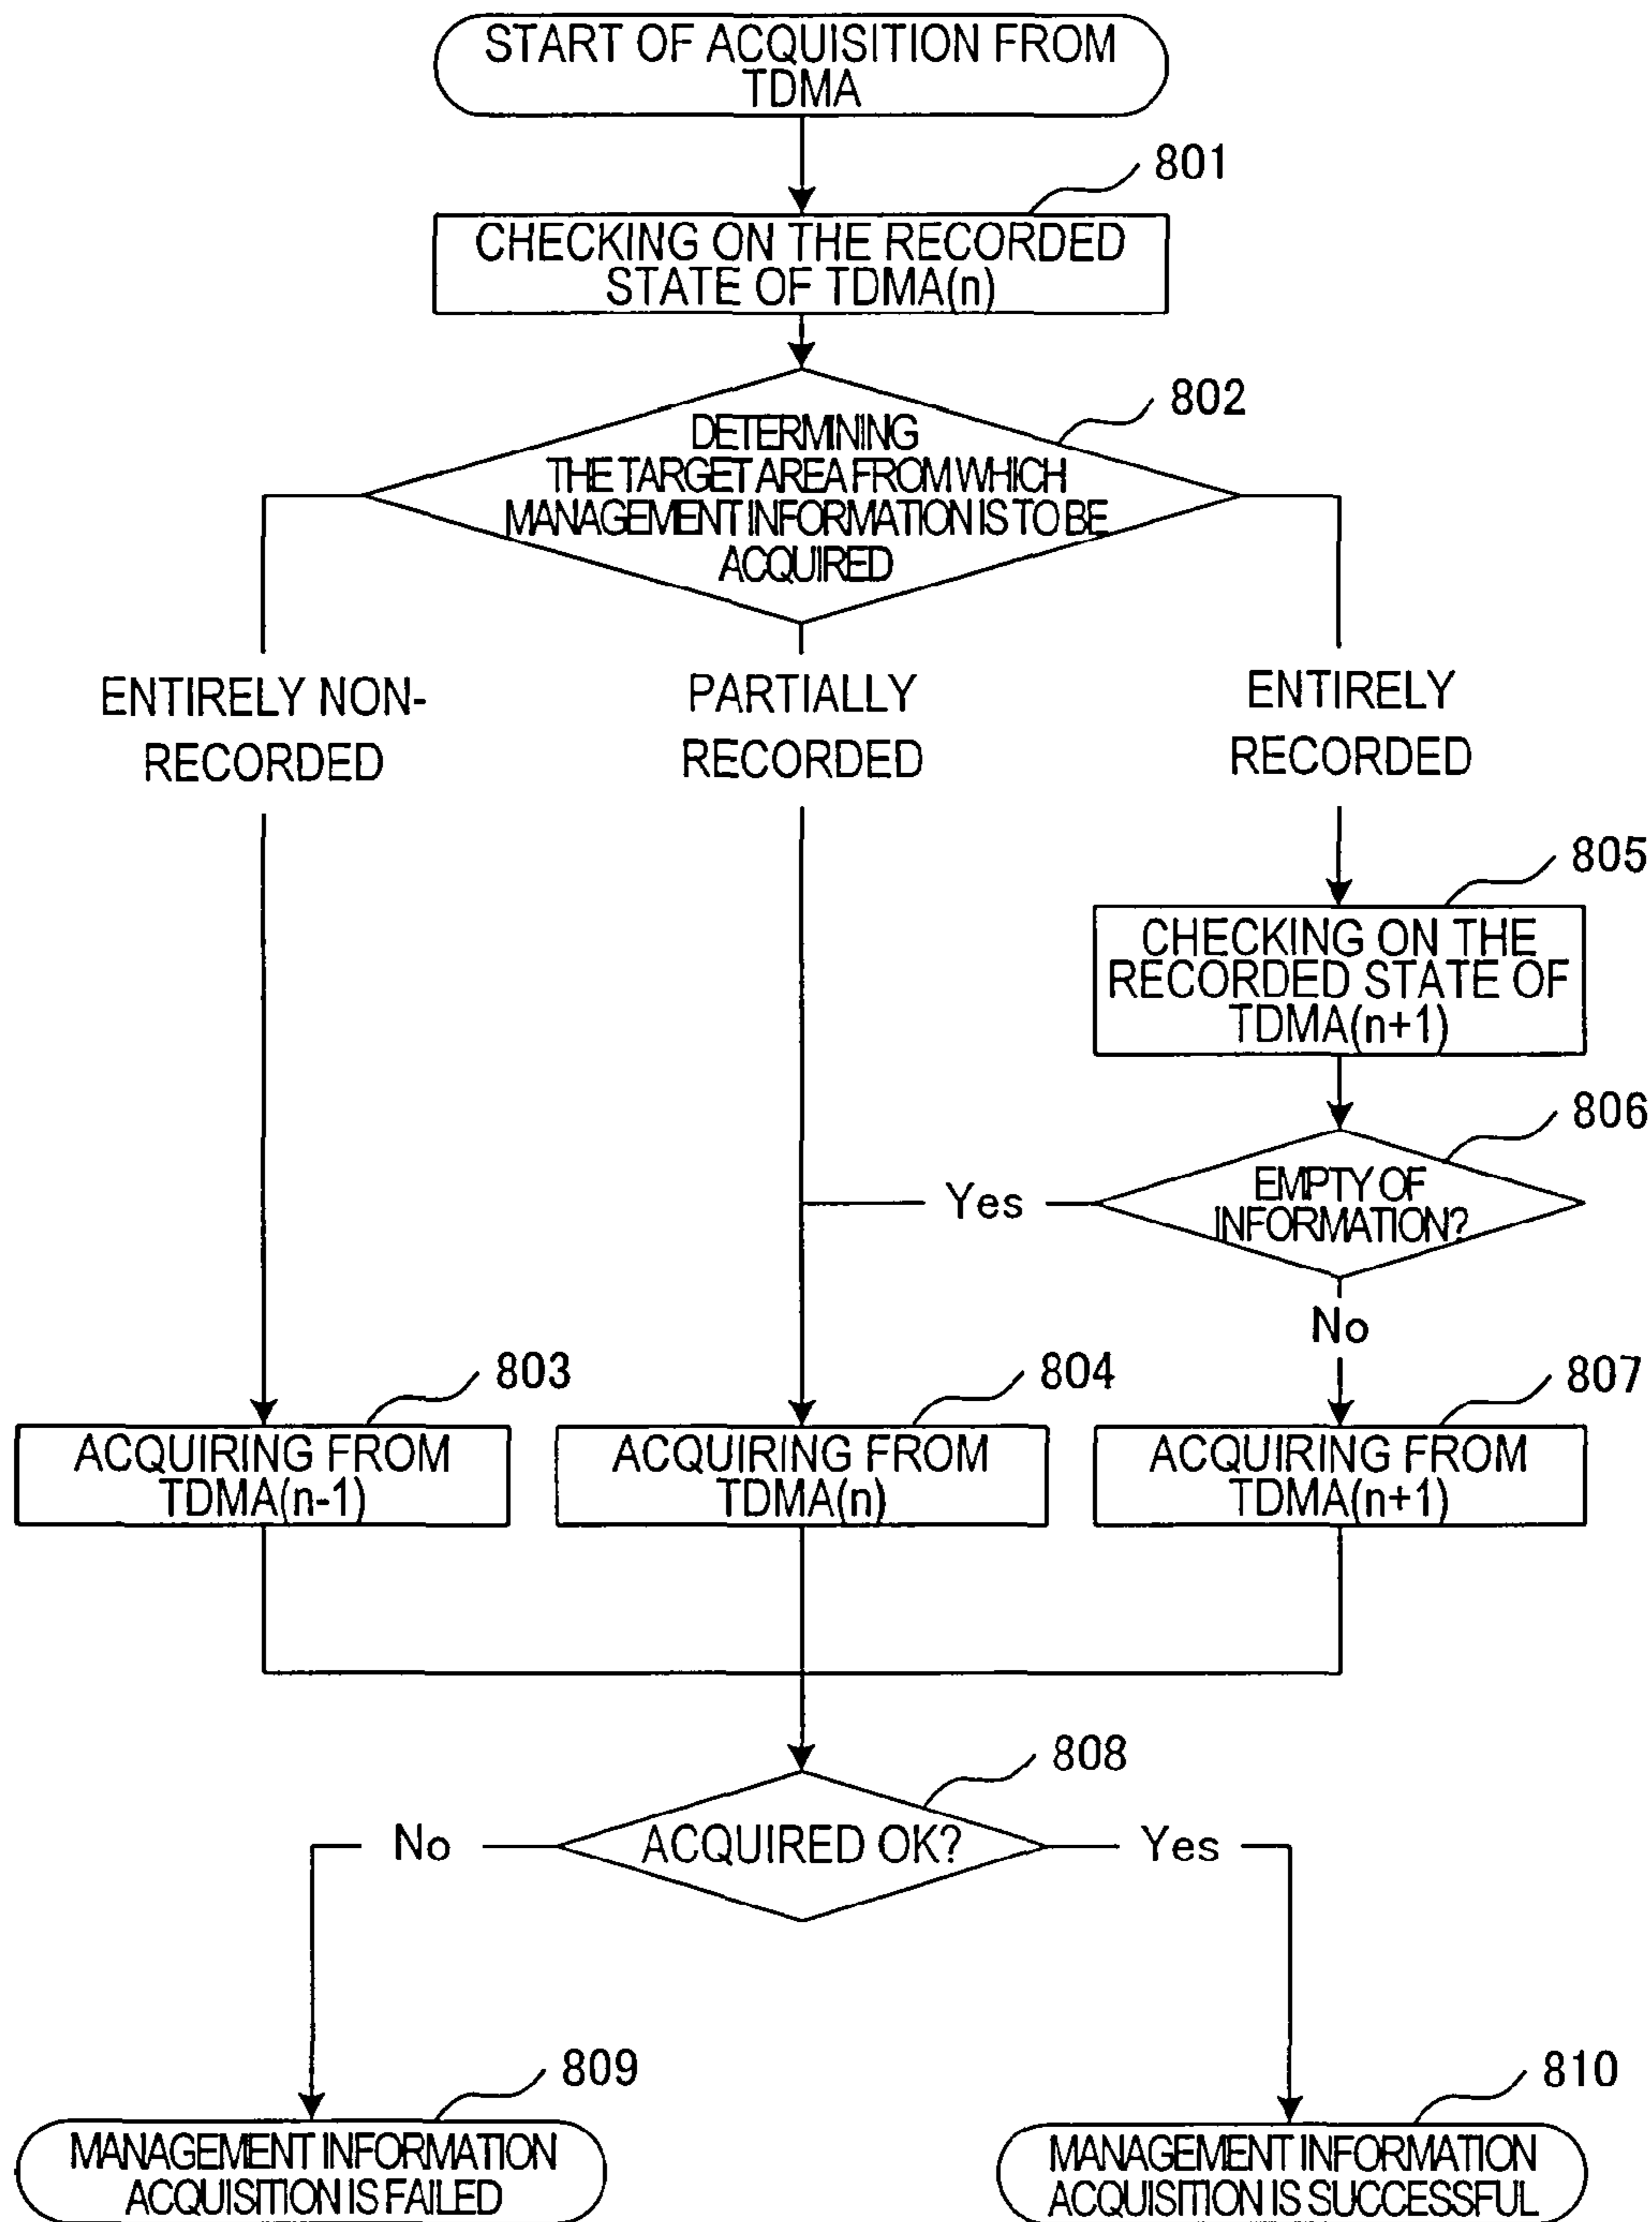 START OF ACQUISITION FROM
TDMA
801
CHECKING ON THE RECORDED
STATE OF TDMA(n)
802
DETERMINING
THE TARGET AREA FROM WHICH
MANAGEMENT INFORMATION IS TO BE
ACQUIRED
ENTIRELY NON-
RECORDED
PARTIALLY
RECORDED
ENTIRELY
RECORDED
805
CHECKING ON THE
RECORDED STATE OF
TDMA(n+1)
806
EMPTY OF
INFORMATION?
Yes
No
803
ACQUIRING FROM
TDMA(n-1)
804
ACQUIRING FROM
TDMA(n)
807
ACQUIRING FROM
TDMA(n+1)
808
ACQUIRED OK?
No
Yes
809
MANAGEMENT INFORMATION
ACQUISITION IS FAILED
810
MANAGEMENT INFORMATION
ACQUISITION IS SUCCESSFUL